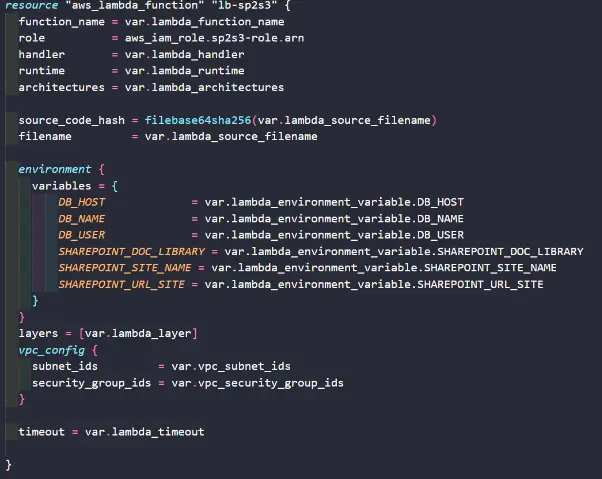 resource "aws_lambda_function" "lb-sp2s3" {
function_name = var.lambda_function_name
role = aws_iam_role.sp2s3-role.arn
handler = var.lambda_handler
runtime = var.lambda_runtime
architectures = var.lambda_architectures
source_code_hash = filebase64sha256(var.lambda_source_filename)
filename = var.lambda_source_filename
environment {
variables = {
DB_HOST = var.lambda_environment_variable.DB_HOST
DB_NAME = var.lambda_environment_variable.DB_NAME
DB_USER = var.lambda_environment_variable.DB_USER
SHAREPOINT_DOC_LIBRARY = var.lambda_environment_variable.SHAREPOINT_DOC_LIBRARY
SHAREPOINT_SITE_NAME = var.lambda_environment_variable.SHAREPOINT_SITE_NAME
SHAREPOINT_URL_SITE = var.lambda_environment_variable.SHAREPOINT_URL_SITE
}
}
layers = [var.lambda_layer]
vpc_config {
subnet_ids = var.vpc_subnet_ids
security_group_ids = var.vpc_security_group_ids
}
timeout = var.lambda_timeout
}